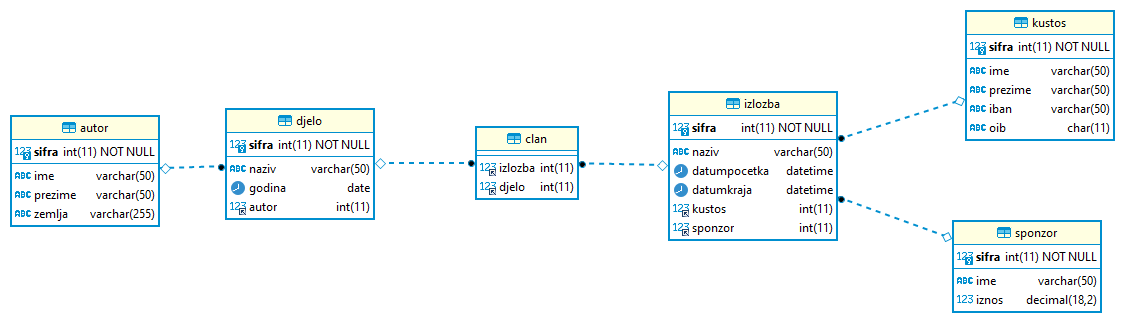 autor
123 sifra int(11) NOT NULL
ABC ime varchar(50)
ABC prezime varchar(50)
ABC zemlja varchar(255)
djelo
123 sifra int(11) NOT NULL
ABC naziv varchar(50)
godina date
123 autor int(11)
clan
123 izlozba int(11)
123 djelo int(11)
izlozba
123 sifra int(11) NOT NULL
ABC naziv varchar(50)
datumpocetka datetime
datumkraja datetime
123 kustos int(11)
123 sponzor int(11)
kustos
123 sifra int(11) NOT NULL
ABC ime varchar(50)
ABC prezime varchar(50)
ABC iban varchar(50)
ABC oib char(11)
sponzor
123 sifra int(11) NOT NULL
ABC ime varchar(50)
123 iznos decimal(18,2)